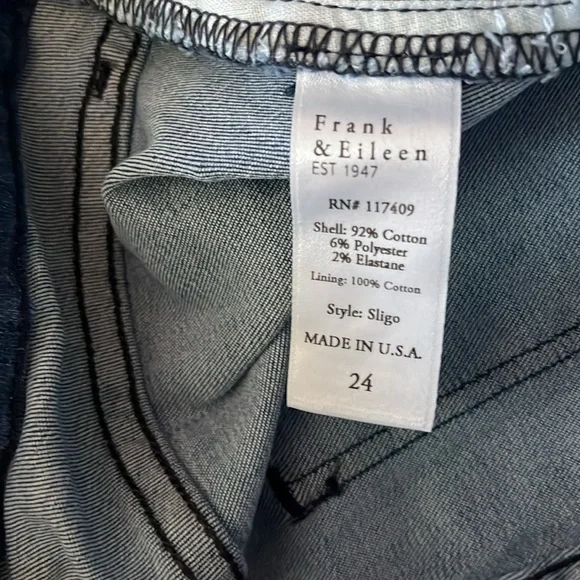 Frank
& Eileen
EST 1947
RN# 117409
Shell: 92% Cotton
6% Polyester
2% Elastane
Lining: 100% Cotton
Style: Sligo
MADE IN U.S.A.
24